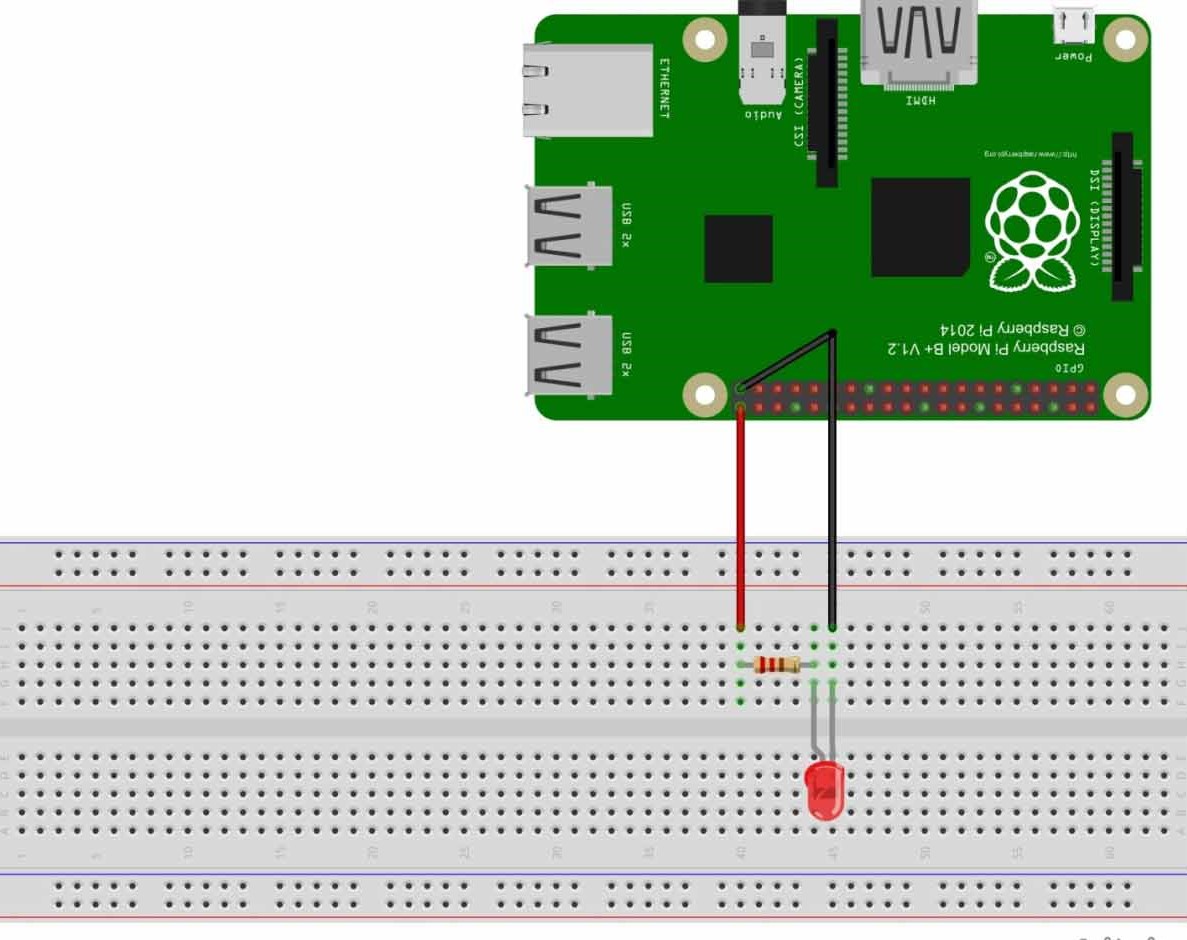 Power
Audio
HDMI
ETHERNET
CSI (CAMERA)
http://www.raspberrypi.org
DSI (DISPLAY)
USB 2x
USB 2x
© Raspberry Pi 2014
Raspberry Pi Model B+ V1.2
GPIO
1 5 10 15 20 25 30 35 50 55 60
J J
I I
H H
G G
F F
E E
D D
C C
B B
A A
1 5 10 15 20 25 30 35 40 45 50 55 60